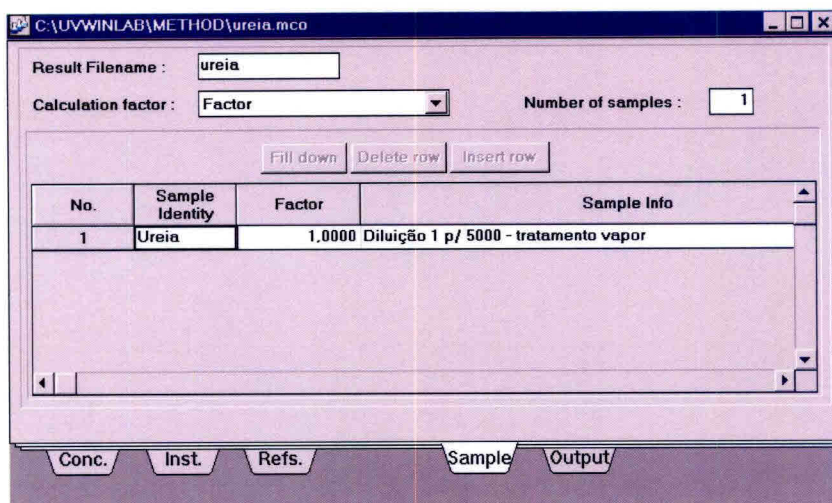 C:\UVWINLAB\METHOD\ureia.mco
Result Filename : ureia
Calculation factor : Factor Number of samples : 1
Fill down Delete row Insert row
No. Sample Identity Factor Sample Info
1 Ureia 1,0000 Diluição 1 p/ 5000 - tratamento vapor
Conc. Inst. Refs. Sample Output